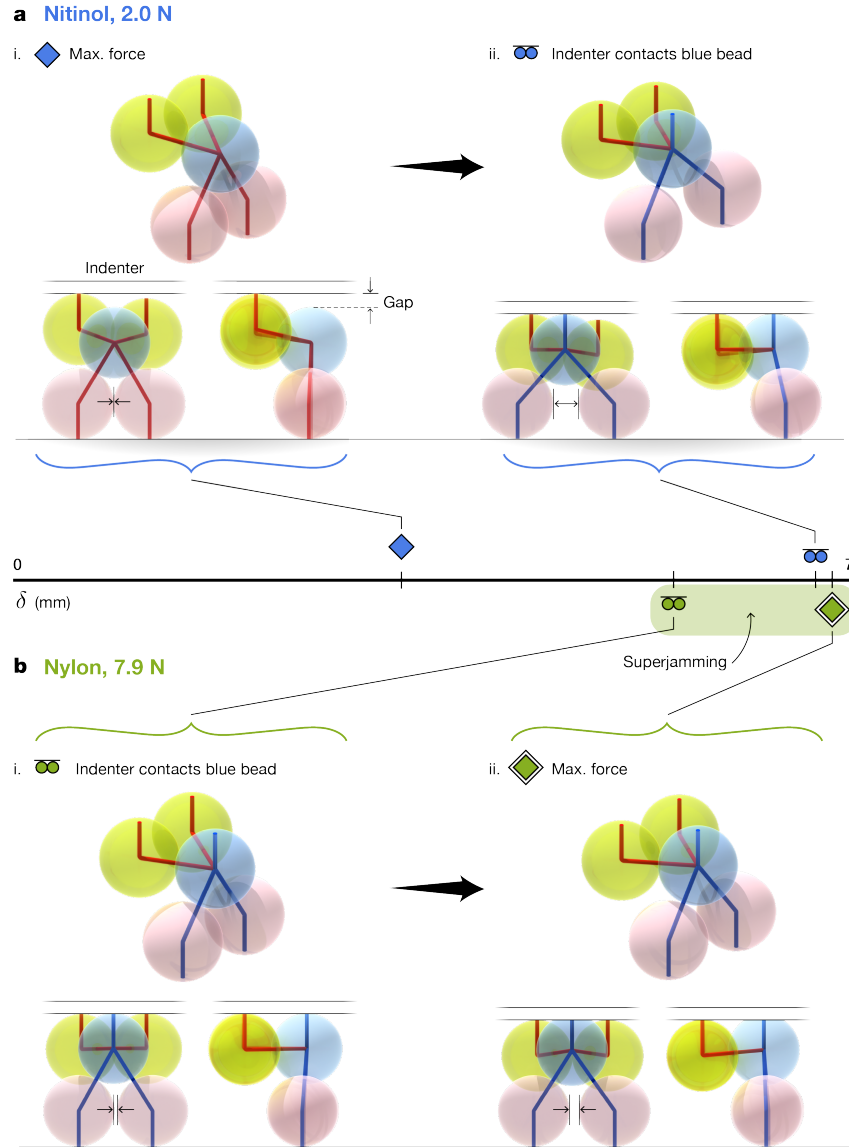 a Nitinol, 2.0 N
i. Max. force
ii. Indenter contacts blue bead
Indenter
Gap
0
7
δ (mm)
Superjamming
b Nylon, 7.9 N
i. Indenter contacts blue bead
ii. Max. force